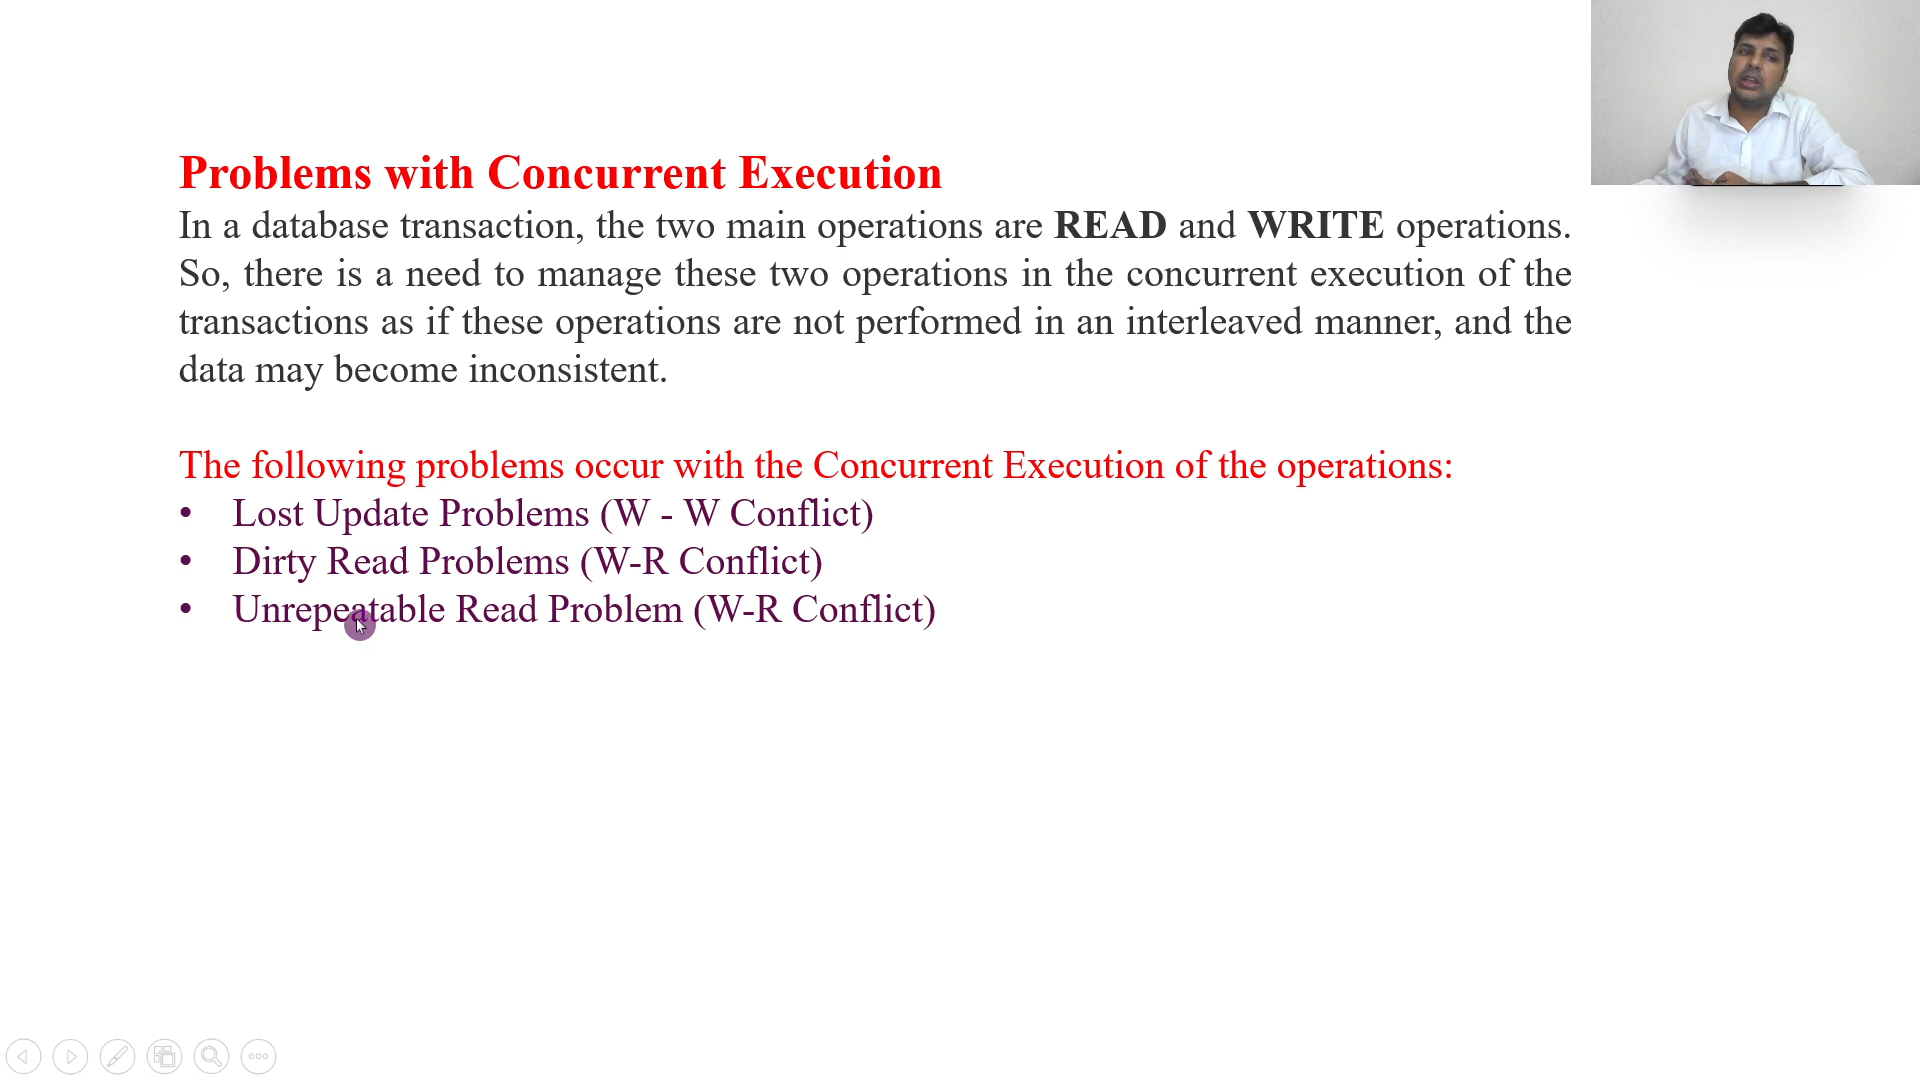 Problems with Concurrent Execution
In a database transaction, the two main operations are READ and WRITE operations.
So, there is a need to manage these two operations in the concurrent execution of the
transactions as if these operations are not performed in an interleaved manner, and the
data may become inconsistent.
The following problems occur with the Concurrent Execution of the operations:
• Lost Update Problems (W - W Conflict)
• Dirty Read Problems (W-R Conflict)
• Unrepeatable Read Problem (W-R Conflict)